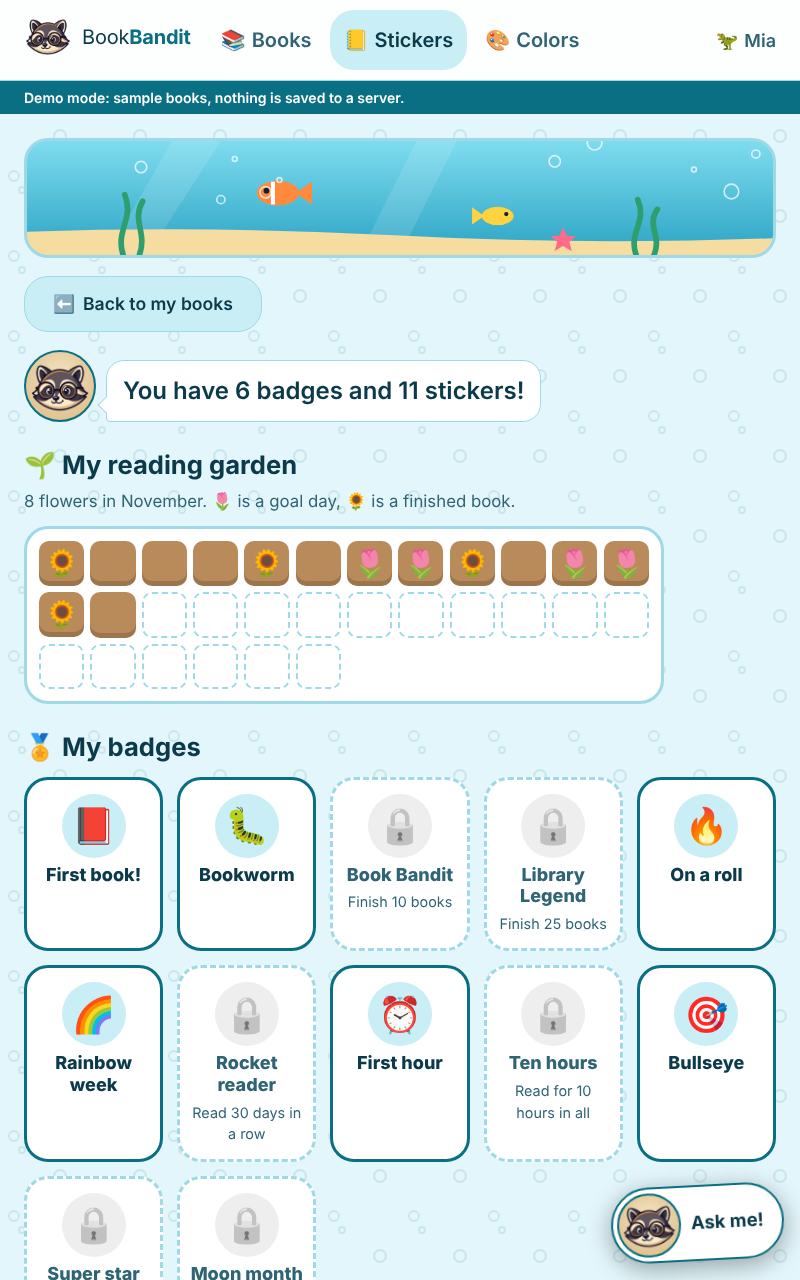 BookBandit
Books
Stickers
Colors
Mia
Demo mode: sample books, nothing is saved to a server.
Back to my books
You have 6 badges and 11 stickers!
My reading garden
8 flowers in November. 🌷 is a goal day, 🌻 is a finished book.
My badges
First book!
Bookworm
Book Bandit
Finish 10 books
Library
Legend
Finish 25 books
On a roll
Rainbow
week
Rocket
reader
Read 30 days in
a row
First hour
Ten hours
Read for 10
hours in all
Bullseye
Super star
Moon month
Ask me!